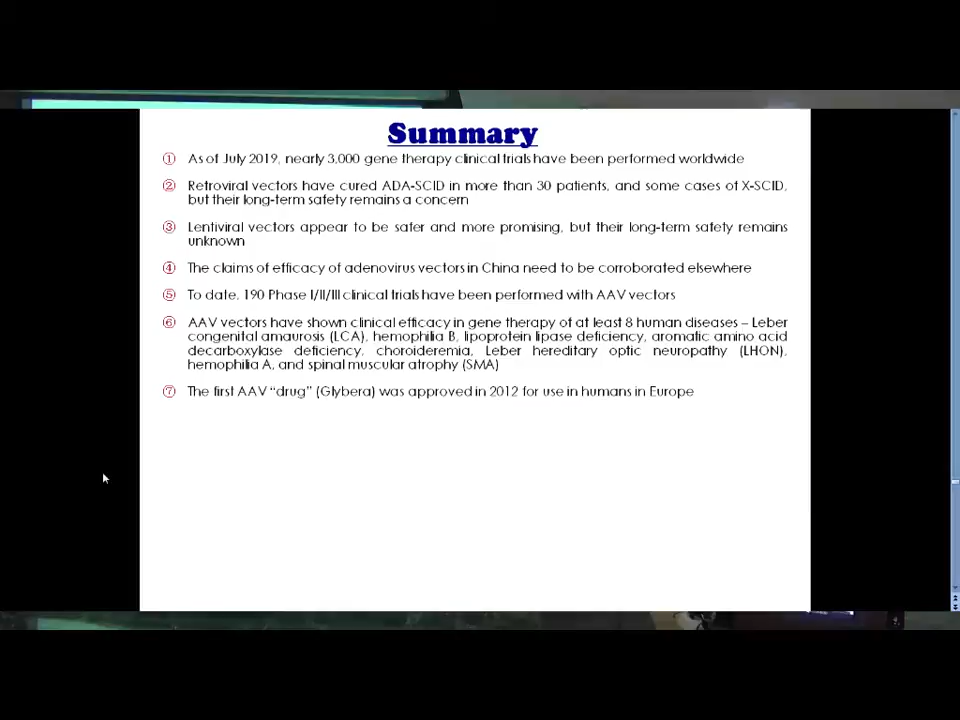 Summary
① As of July 2019, nearly 3,000 gene therapy clinical trials have been performed worldwide
② Retroviral vectors have cured ADA-SCID in more than 30 patients, and some cases of X-SCID,
but their long-term safety remains a concern
③ Lentiviral vectors appear to be safer and more promising, but their long-term safety remains
unknown
④ The claims of efficacy of adenovirus vectors in China need to be corroborated elsewhere
⑤ To date, 190 Phase I/II/III clinical trials have been performed with AAV vectors
⑥ AAV vectors have shown clinical efficacy in gene therapy of at least 8 human diseases – Leber
congenital amaurosis (LCA), hemophilia B, lipoprotein lipase deficiency, aromatic amino acid
decarboxylase deficiency, choroideremia, Leber hereditary optic neuropathy (LHON),
hemophilia A, and spinal muscular atrophy (SMA)
⑦ The first AAV “drug” (Glybera) was approved in 2012 for use in humans in Europe